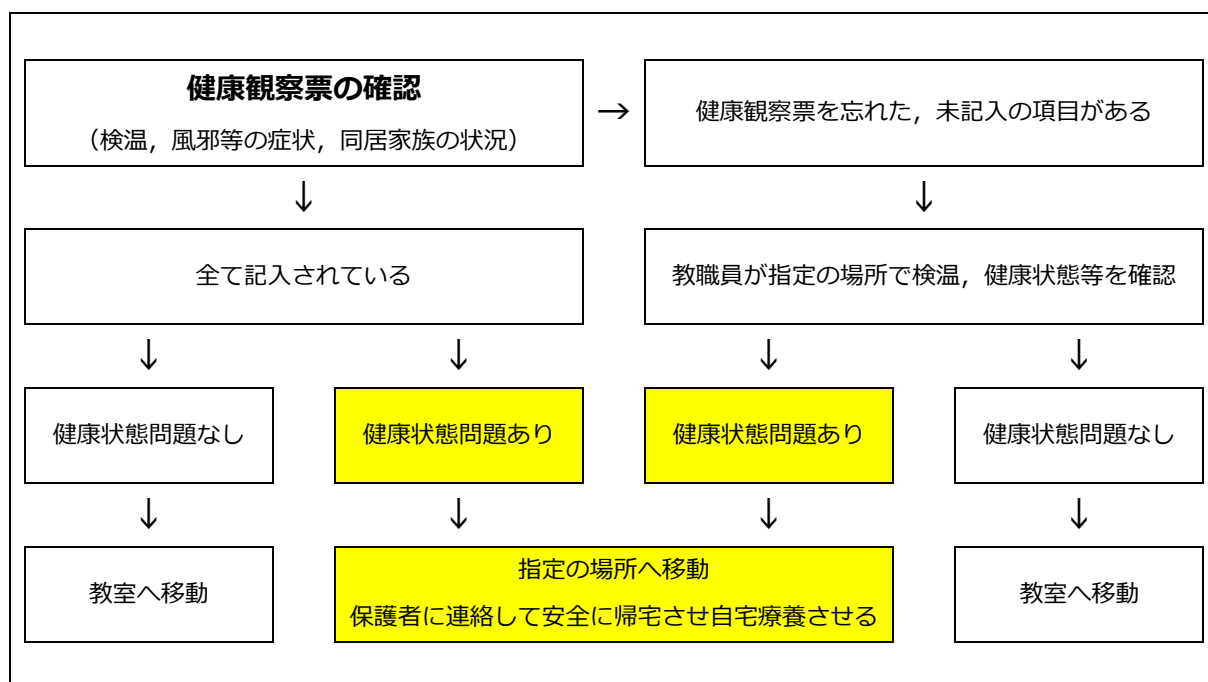 健康観察票の確認
（検温，風邪等の症状，同居家族の状況）
→
健康観察票を忘れた，未記入の項目がある
↓
↓
全て記入されている
教職員が指定の場所で検温，健康状態等を確認
↓
↓
↓
↓
健康状態問題なし
健康状態問題あり
健康状態問題あり
健康状態問題なし
↓
↓
↓
↓
教室へ移動
指定の場所へ移動
保護者に連絡して安全に帰宅させ自宅療養させる
教室へ移動